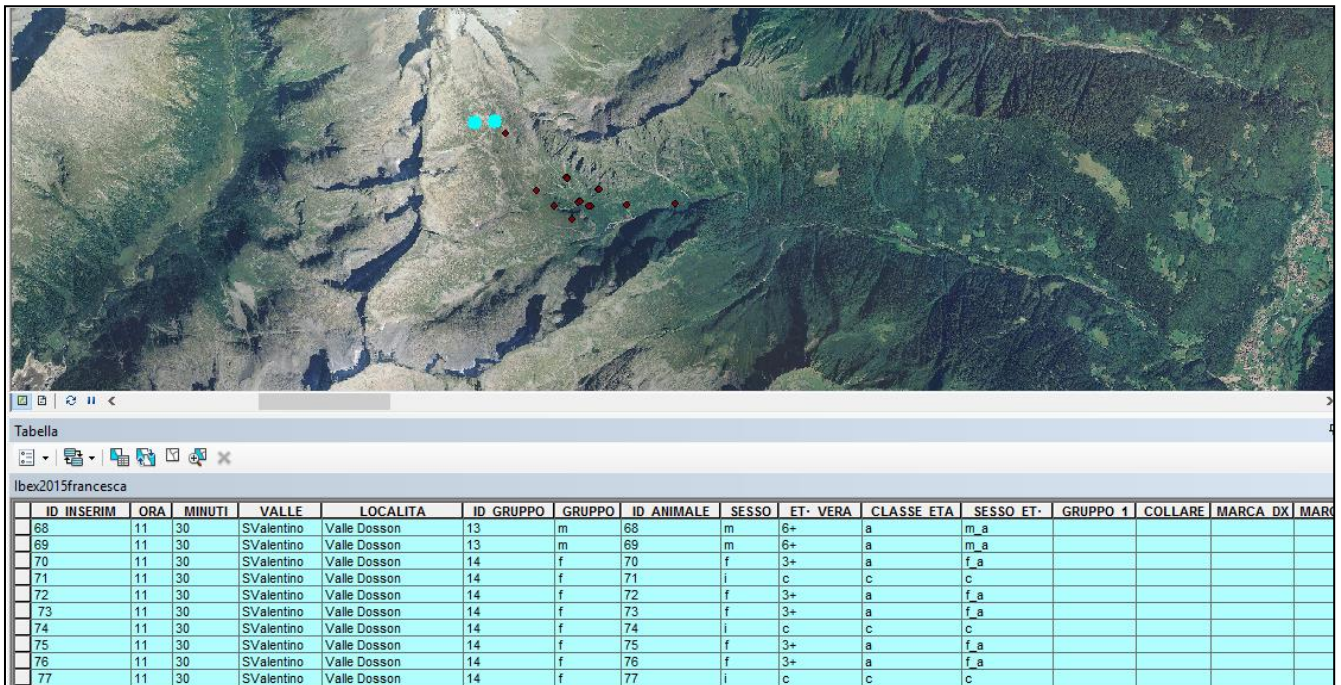 Tabella
Ibex2015francesca
ID INSERIM ORA MINUTI VALLE LOCALITA ID GRUPPO GRUPPO ID ANIMALE SESSO ET· VERA CLASSE ETA SESSO ET· GRUPPO 1 COLLARE MARCA DX MARC
68 11 30 SValentino Valle Dosson 13 m 68 m 6+ a m_a
69 11 30 SValentino Valle Dosson 13 m 69 m 6+ a m_a
70 11 30 SValentino Valle Dosson 14 f 70 f 3+ a f_a
71 11 30 SValentino Valle Dosson 14 f 71 i c c c
72 11 30 SValentino Valle Dosson 14 f 72 f 3+ a f_a
73 11 30 SValentino Valle Dosson 14 f 73 f 3+ a f_a
74 11 30 SValentino Valle Dosson 14 f 74 i c c c
75 11 30 SValentino Valle Dosson 14 f 75 f 3+ a f_a
76 11 30 SValentino Valle Dosson 14 f 76 f 3+ a f_a
77 11 30 SValentino Valle Dosson 14 f 77 i c c c